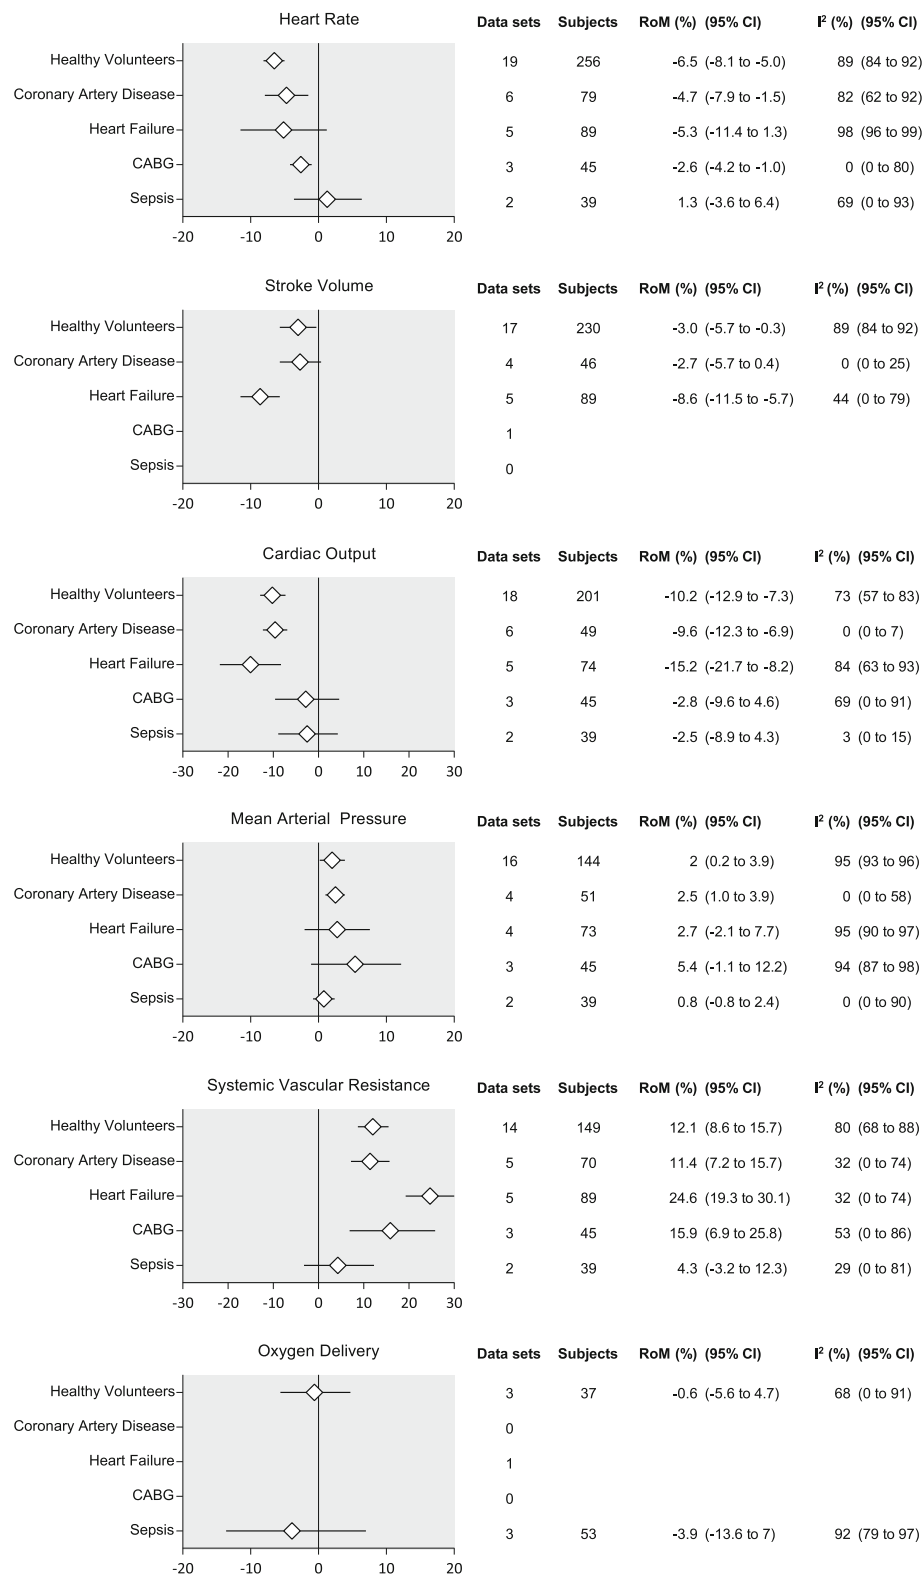 Heart Rate Data sets Subjects RoM (%) (95% CI) I² (%) (95% CI)
Healthy Volunteers 19 256 -6.5 (-8.1 to -5.0) 89 (84 to 92)
Coronary Artery Disease 6 79 -4.7 (-7.9 to -1.5) 82 (62 to 92)
Heart Failure 5 89 -5.3 (-11.4 to 1.3) 98 (96 to 99)
CABG 3 45 -2.6 (-4.2 to -1.0) 0 (0 to 80)
Sepsis 2 39 1.3 (-3.6 to 6.4) 69 (0 to 93)
-20 -10 0 10 20
Stroke Volume Data sets Subjects RoM (%) (95% CI) I² (%) (95% CI)
Healthy Volunteers 17 230 -3.0 (-5.7 to -0.3) 89 (84 to 92)
Coronary Artery Disease 4 46 -2.7 (-5.7 to 0.4) 0 (0 to 25)
Heart Failure 5 89 -8.6 (-11.5 to -5.7) 44 (0 to 79)
CABG 1
Sepsis 0
-20 -10 0 10 20
Cardiac Output Data sets Subjects RoM (%) (95% CI) I² (%) (95% CI)
Healthy Volunteers 18 201 -10.2 (-12.9 to -7.3) 73 (57 to 83)
Coronary Artery Disease 6 49 -9.6 (-12.3 to -6.9) 0 (0 to 7)
Heart Failure 5 74 -15.2 (-21.7 to -8.2) 84 (63 to 93)
CABG 3 45 -2.8 (-9.6 to 4.6) 69 (0 to 91)
Sepsis 2 39 -2.5 (-8.9 to 4.3) 3 (0 to 15)
-30 -20 -10 0 10 20 30
Mean Arterial Pressure Data sets Subjects RoM (%) (95% CI) I² (%) (95% CI)
Healthy Volunteers 16 144 2 (0.2 to 3.9) 95 (93 to 96)
Coronary Artery Disease 4 51 2.5 (1.0 to 3.9) 0 (0 to 58)
Heart Failure 4 73 2.7 (-2.1 to 7.7) 95 (90 to 97)
CABG 3 45 5.4 (-1.1 to 12.2) 94 (87 to 98)
Sepsis 2 39 0.8 (-0.8 to 2.4) 0 (0 to 90)
-20 -10 0 10 20
Systemic Vascular Resistance Data sets Subjects RoM (%) (95% CI) I² (%) (95% CI)
Healthy Volunteers 14 149 12.1 (8.6 to 15.7) 80 (68 to 88)
Coronary Artery Disease 5 70 11.4 (7.2 to 15.7) 32 (0 to 74)
Heart Failure 5 89 24.6 (19.3 to 30.1) 32 (0 to 74)
CABG 3 45 15.9 (6.9 to 25.8) 53 (0 to 86)
Sepsis 2 39 4.3 (-3.2 to 12.3) 29 (0 to 81)
-30 -20 -10 0 10 20 30
Oxygen Delivery Data sets Subjects RoM (%) (95% CI) I² (%) (95% CI)
Healthy Volunteers 3 37 -0.6 (-5.6 to 4.7) 68 (0 to 91)
Coronary Artery Disease 0
Heart Failure 1
CABG 0
Sepsis 3 53 -3.9 (-13.6 to 7) 92 (79 to 97)
-20 -10 0 10 20